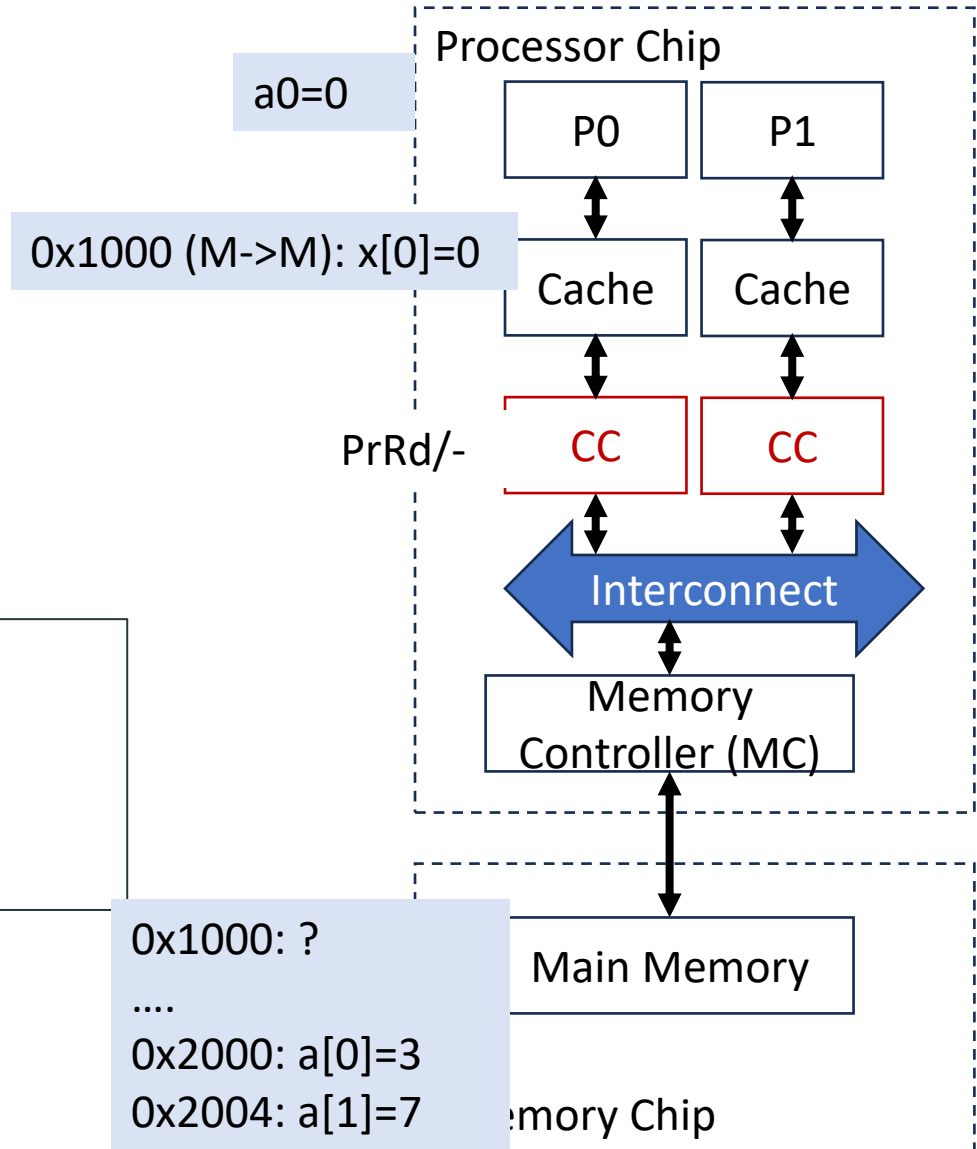 Processor Chip
a0=0
P0
P1
0x1000 (M->M): x[0]=0
Cache
Cache
PrRd/-
CC
CC
Interconnect
Memory
Controller (MC)
0x1000: ?
....
0x2000: a[0]=3
0x2004: a[1]=7
Main Memory
emory Chip